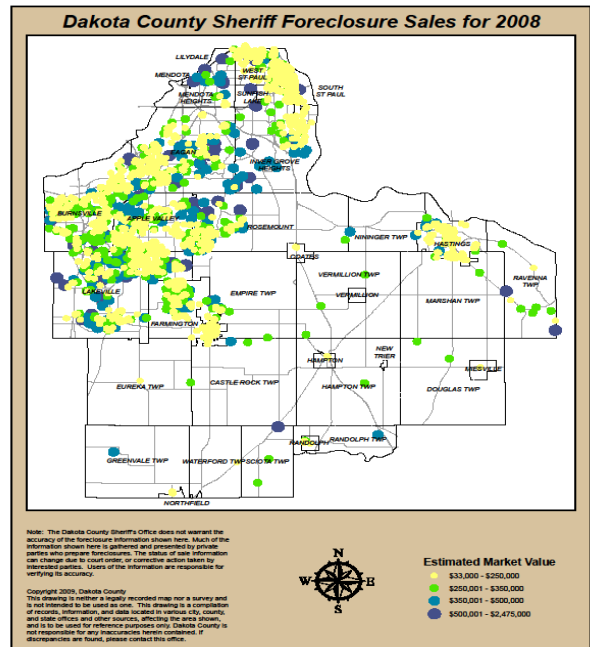 Dakota County Sheriff Foreclosure Sales for 2008
LILYDALE
MENDOTA
WEST
ST PAUL
MENDOTA
HEIGHTS
SUNFISH
LAKE
SOUTH
ST PAUL
EAGAN
INVER GROVE
HEIGHTS
BURNSVILLE
APPLE VALLEY
ROSEMOUNT
NININGER TWP
HASTINGS
COATES
RAVENNA
TWP
VERMILLION TWP
LAKEVILLE
EMPIRE TWP
VERMILLION
MARSHAN TWP
FARMINGTON
NEW
TRIER
HAMPTON
MIESVILLE
EUREKA TWP
CASTLE ROCK TWP
HAMPTON TWP
DOUGLAS TWP
RANDOLPH
RANDOLPH TWP
GREENVALE TWP
WATERFORD TWP
SCIOTA TWP
NORTHFIELD
Note: The Dakota County Sheriff's Office does not warrant the
accuracy of the foreclosure information shown here. Much of the
information shown here is gathered and presented by private
parties who prepare foreclosures. The status of sale information
can change due to court order, or corrective action taken by
interested parties. Users of the information are responsible for
verifying its accuracy.
Copyright 2009, Dakota County
This drawing is neither a legally recorded map nor a survey and
is not intended to be used as one. This drawing is a compilation
of records, information, and data located in various city, county,
and state offices and other sources, affecting the area shown,
and is to be used for reference purposes only. Dakota County is
not responsible for any inaccuracies herein contained. If
discrepancies are found, please contact this office.
N
W E
S
Estimated Market Value
$33,000 - $250,000
$250,001 - $350,000
$350,001 - $500,000
$500,001 - $2,475,000